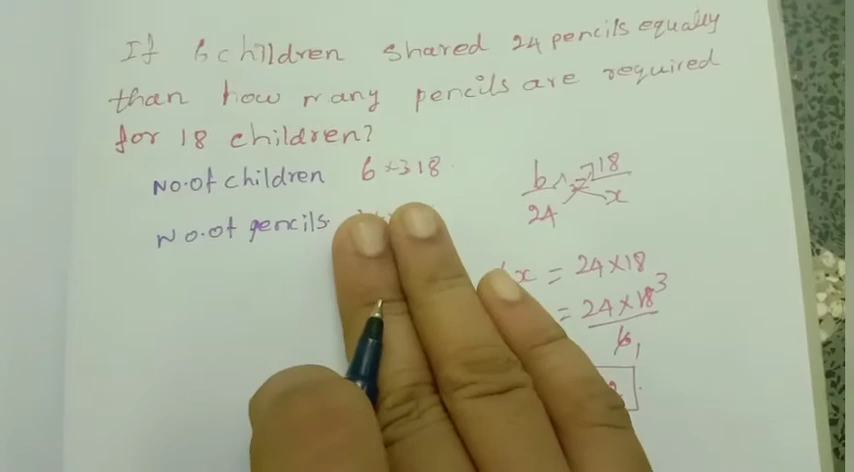 If 6 children shared 24 pencils equally
than how many pencils are required
for 18 children?
No. of children 6 × 3 18
No. of pencils
6/24 = 18/x
x = 24 × 18
= 24 × 18 3
6 1